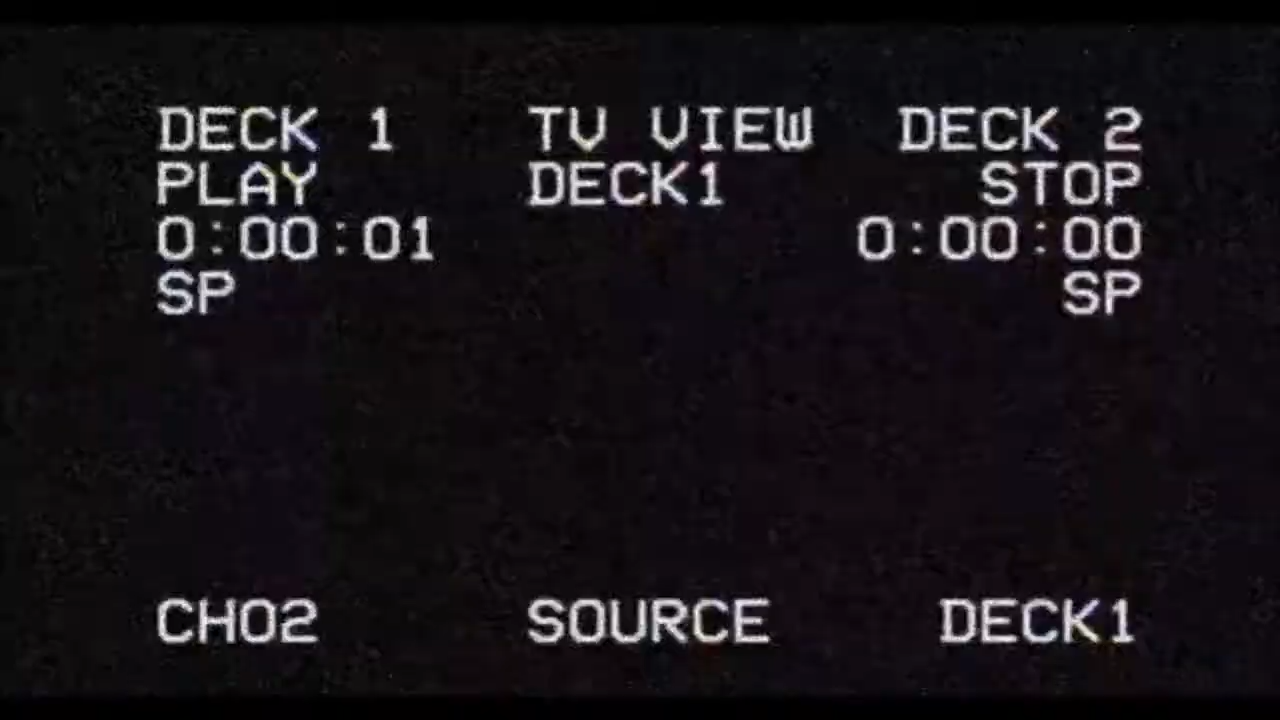 DECK 1 TV VIEW DECK 2
PLAY DECK1 STOP
0:00:01 0:00:00
SP SP
CH02 SOURCE DECK1